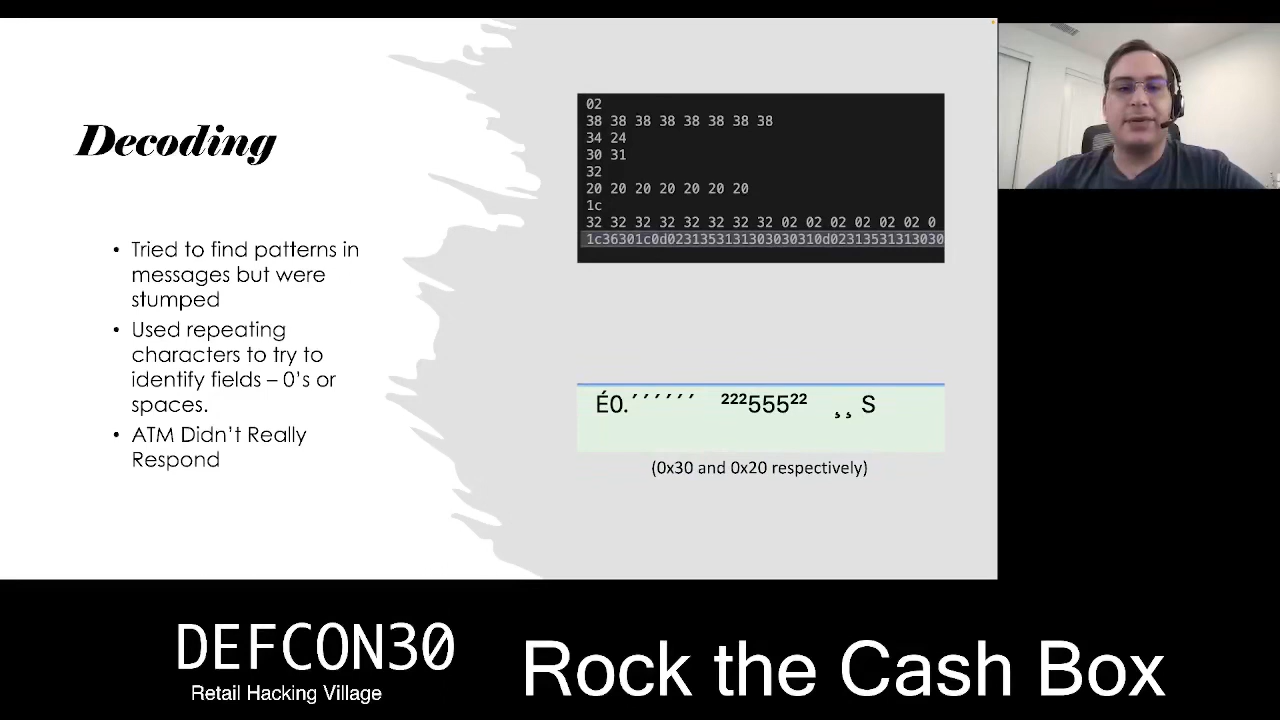 Decoding
• Tried to find patterns in
messages but were
stumped
• Used repeating
characters to try to
identify fields – 0's or
spaces.
• ATM Didn't Really
Respond
02
38 38 38 38 38 38 38 38
34 24
30 31
32
20 20 20 20 20 20 20
1c
32 32 32 32 32 32 32 32 02 02 02 02 02 02 0
1c36301c0d0231353131303030310d02313531313030
É0.´´´´´´ ²²²555²² ¸¸ S
(0x30 and 0x20 respectively)
DEFCON30
Retail Hacking Village
Rock the Cash Box